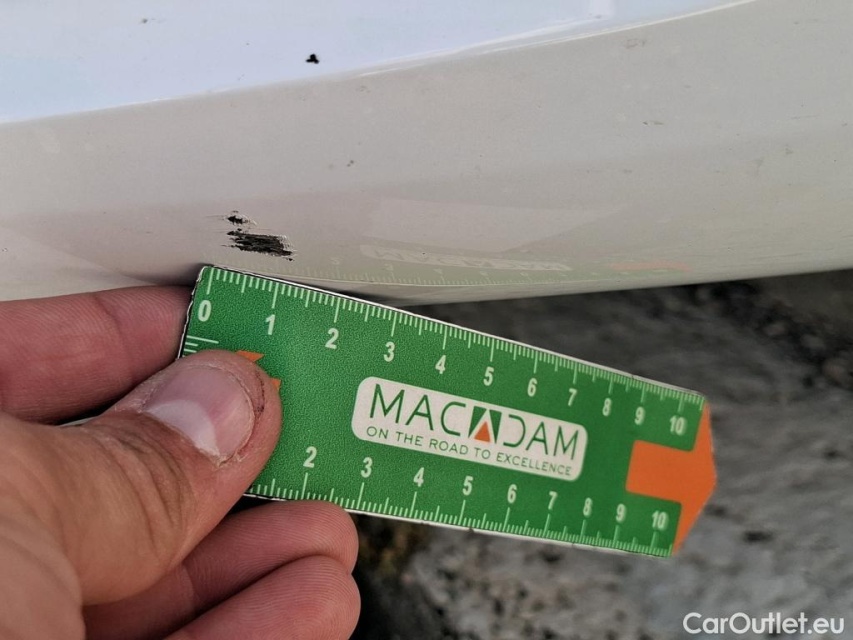 0 1 2 3 4 5 6 7 8 9 10
MACADAM
ON THE ROAD TO EXCELLENCE
2 3 4 5 6 7 8 9 10
CarOutlet.eu